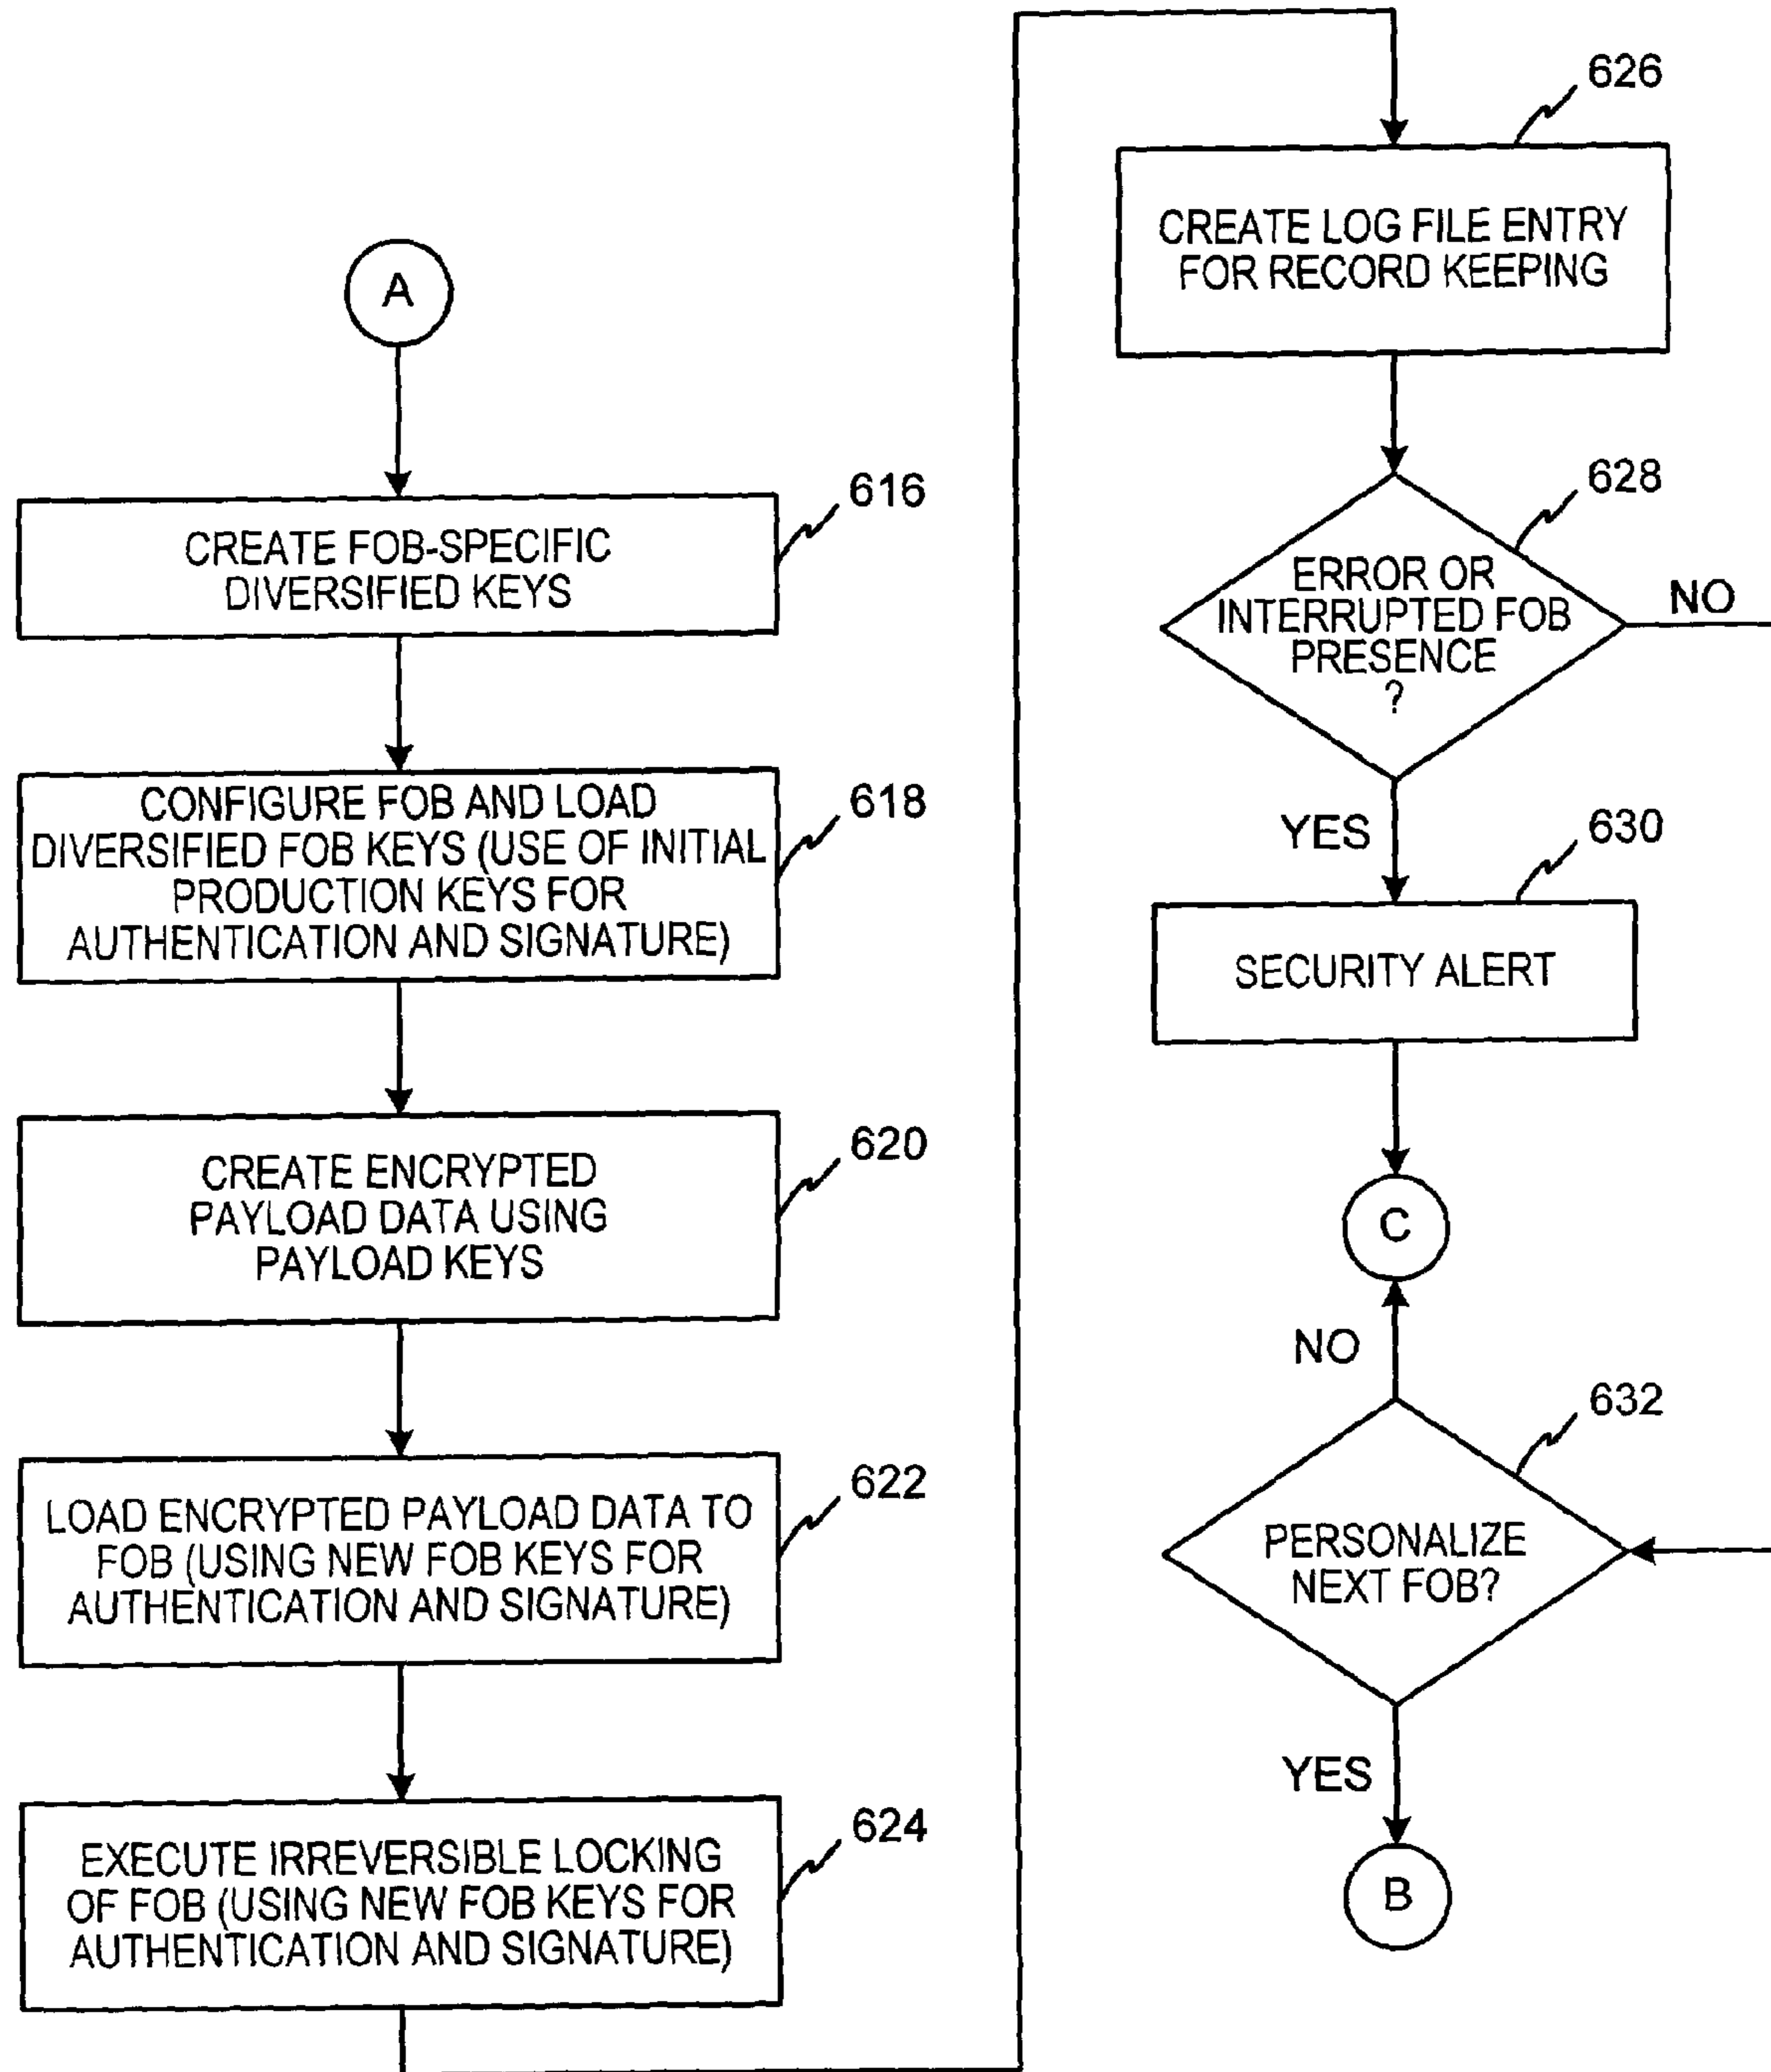 A
616
CREATE FOB-SPECIFIC
DIVERSIFIED KEYS
618
CONFIGURE FOB AND LOAD
DIVERSIFIED FOB KEYS (USE OF INITIAL
PRODUCTION KEYS FOR
AUTHENTICATION AND SIGNATURE)
620
CREATE ENCRYPTED
PAYLOAD DATA USING
PAYLOAD KEYS
622
LOAD ENCRYPTED PAYLOAD DATA TO
FOB (USING NEW FOB KEYS FOR
AUTHENTICATION AND SIGNATURE)
624
EXECUTE IRREVERSIBLE LOCKING
OF FOB (USING NEW FOB KEYS FOR
AUTHENTICATION AND SIGNATURE)
626
CREATE LOG FILE ENTRY
FOR RECORD KEEPING
628
ERROR OR
INTERRUPTED FOB
PRESENCE
?
NO
YES
630
SECURITY ALERT
C
NO
632
PERSONALIZE
NEXT FOB?
YES
B